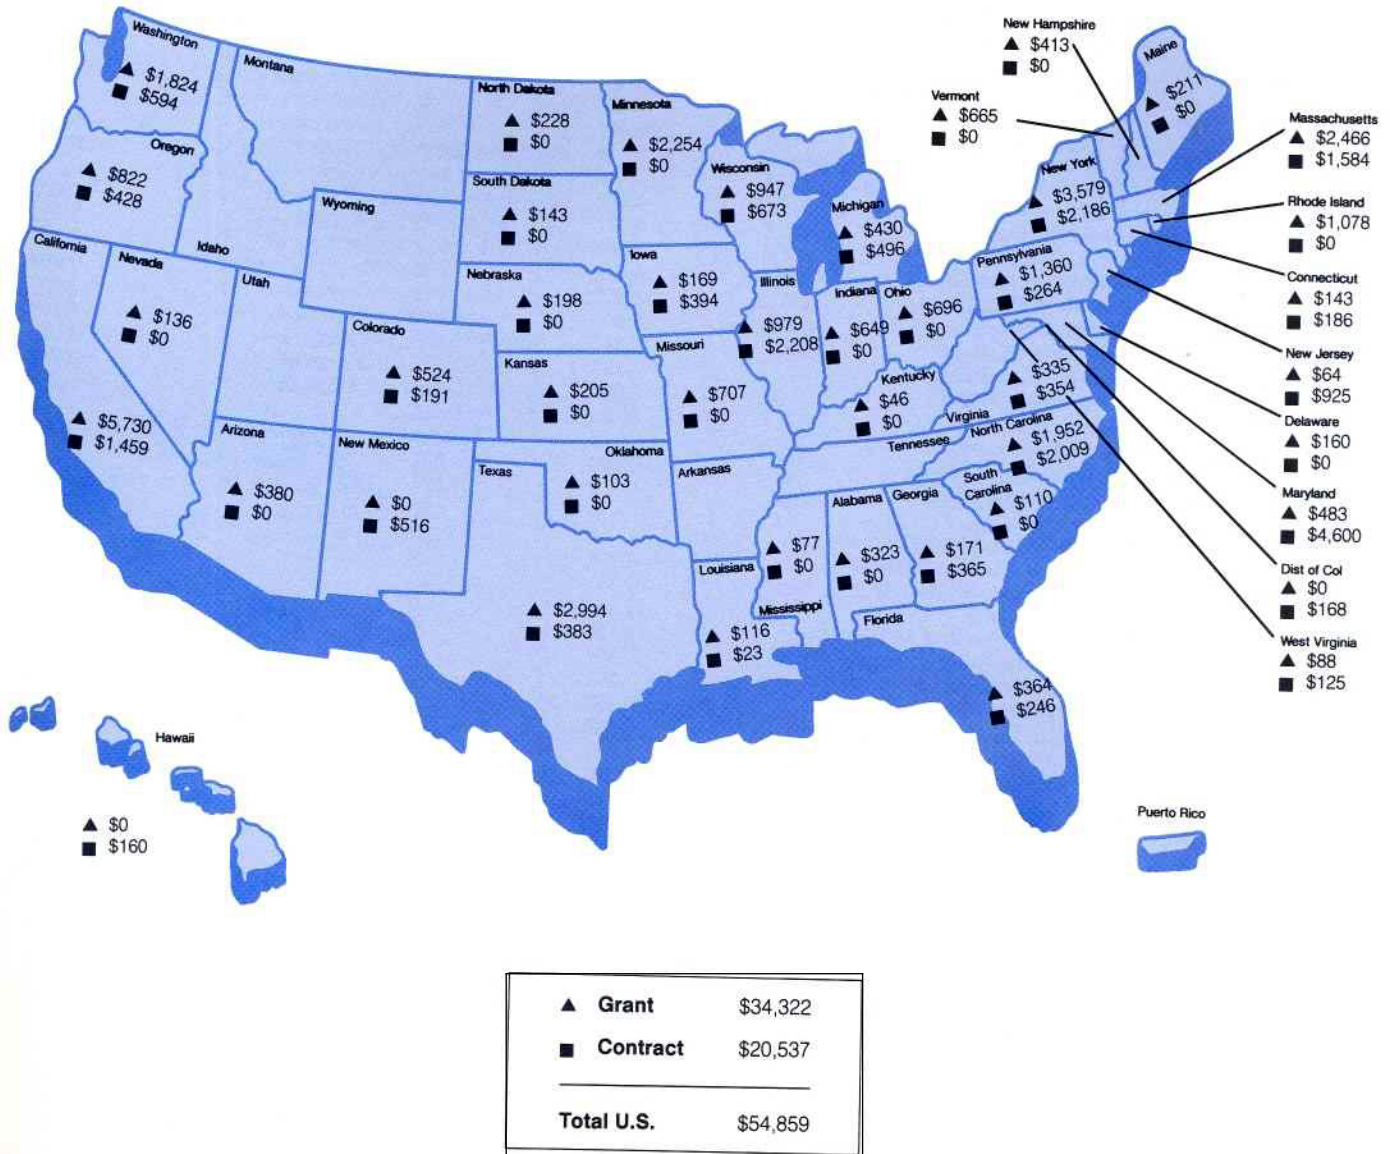 Washington
▲ $1,824
■ $594
Oregon
▲ $822
■ $428
California
▲ $5,730
■ $1,459
Nevada
▲ $136
■ $0
Idaho
Montana
Wyoming
Utah
Colorado
▲ $524
■ $191
Arizona
▲ $380
■ $0
New Mexico
▲ $0
■ $516
North Dakota
▲ $228
■ $0
South Dakota
▲ $143
■ $0
Nebraska
▲ $198
■ $0
Kansas
▲ $205
■ $0
Oklahoma
▲ $103
■ $0
Texas
▲ $2,994
■ $383
Minnesota
▲ $2,254
■ $0
Iowa
▲ $169
■ $394
Missouri
▲ $707
■ $0
Arkansas
Louisiana
▲ $116
■ $23
Wisconsin
▲ $947
■ $673
Illinois
▲ $979
■ $2,208
Michigan
▲ $430
■ $496
Indiana
▲ $649
■ $0
Ohio
▲ $696
■ $0
Kentucky
▲ $46
■ $0
Tennessee
Mississippi
▲ $77
■ $0
Alabama
▲ $323
■ $0
Georgia
▲ $171
■ $365
Florida
▲ $364
■ $246
South
Carolina
▲ $110
■ $0
North Carolina
▲ $1,952
■ $2,009
Virginia
▲ $335
■ $354
Pennsylvania
▲ $1,360
■ $264
New York
▲ $3,579
■ $2,186
Vermont
▲ $665
■ $0
New Hampshire
▲ $413
■ $0
Maine
▲ $211
■ $0
Massachusetts
▲ $2,466
■ $1,584
Rhode Island
▲ $1,078
■ $0
Connecticut
▲ $143
■ $186
New Jersey
▲ $64
■ $925
Delaware
▲ $160
■ $0
Maryland
▲ $483
■ $4,600
Dist of Col
▲ $0
■ $168
West Virginia
▲ $88
■ $125
Hawaii
▲ $0
■ $160
Puerto Rico
▲ Grant $34,322
■ Contract $20,537
Total U.S. $54,859